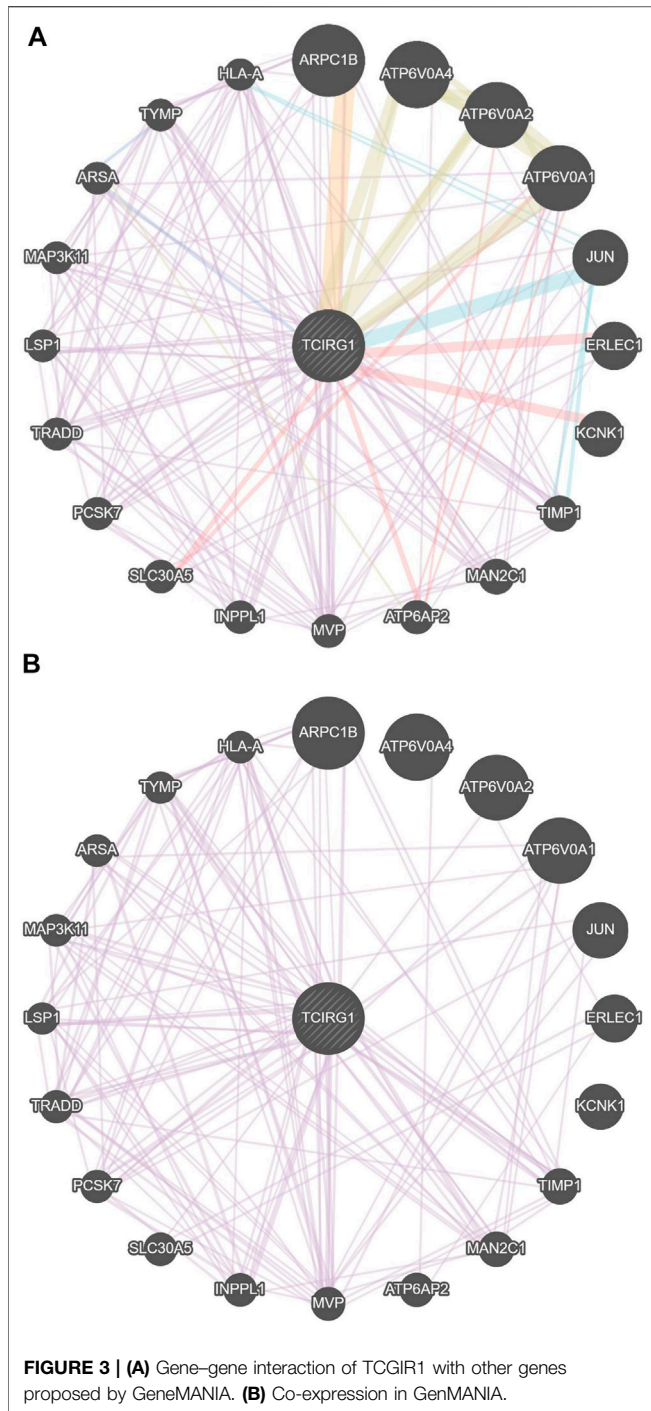 A
ARPC1B
ATP6V0A4
HLA-A
ATP6V0A2
TYMP
ARSA
ATP6V0A1
MAP3K11
JUN
LSP1
TCIRG1
ERLEC1
TRADD
KCNK1
PCSK7
TIMP1
SLC30A5
MAN2C1
INPPL1
MVP
ATP6AP2
B
ARPC1B
ATP6V0A4
HLA-A
ATP6V0A2
TYMP
ARSA
ATP6V0A1
MAP3K11
JUN
LSP1
TCIRG1
ERLEC1
TRADD
KCNK1
PCSK7
TIMP1
SLC30A5
MAN2C1
INPPL1
MVP
ATP6AP2
FIGURE 3 | (A) Gene–gene interaction of TCGIR1 with other genes
proposed by GeneMANIA. (B) Co-expression in GenMANIA.